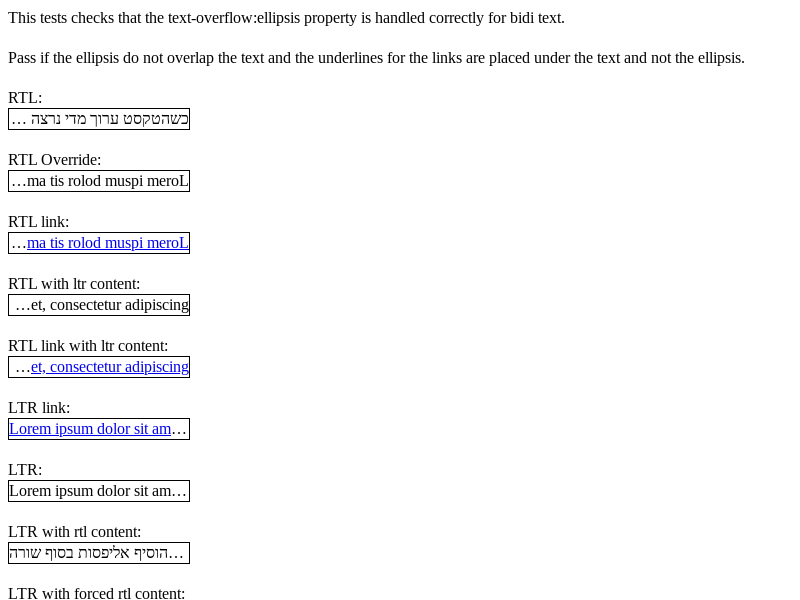 This tests checks that the text-overflow:ellipsis property is handled correctly for bidi text.
Pass if the ellipsis do not overlap the text and the underlines for the links are placed under the text and not the ellipsis.
RTL:
כשהטקסט ערוך מדי נרצה …
RTL Override:
…ma tis rolod muspi meroL
RTL link:
…ma tis rolod muspi meroL
RTL with ltr content:
…et, consectetur adipiscing
RTL link with ltr content:
…et, consectetur adipiscing
LTR link:
Lorem ipsum dolor sit am…
LTR:
Lorem ipsum dolor sit am…
LTR with rtl content:
…הוסיף אליפסות בסוף שורה
LTR with forced rtl content: